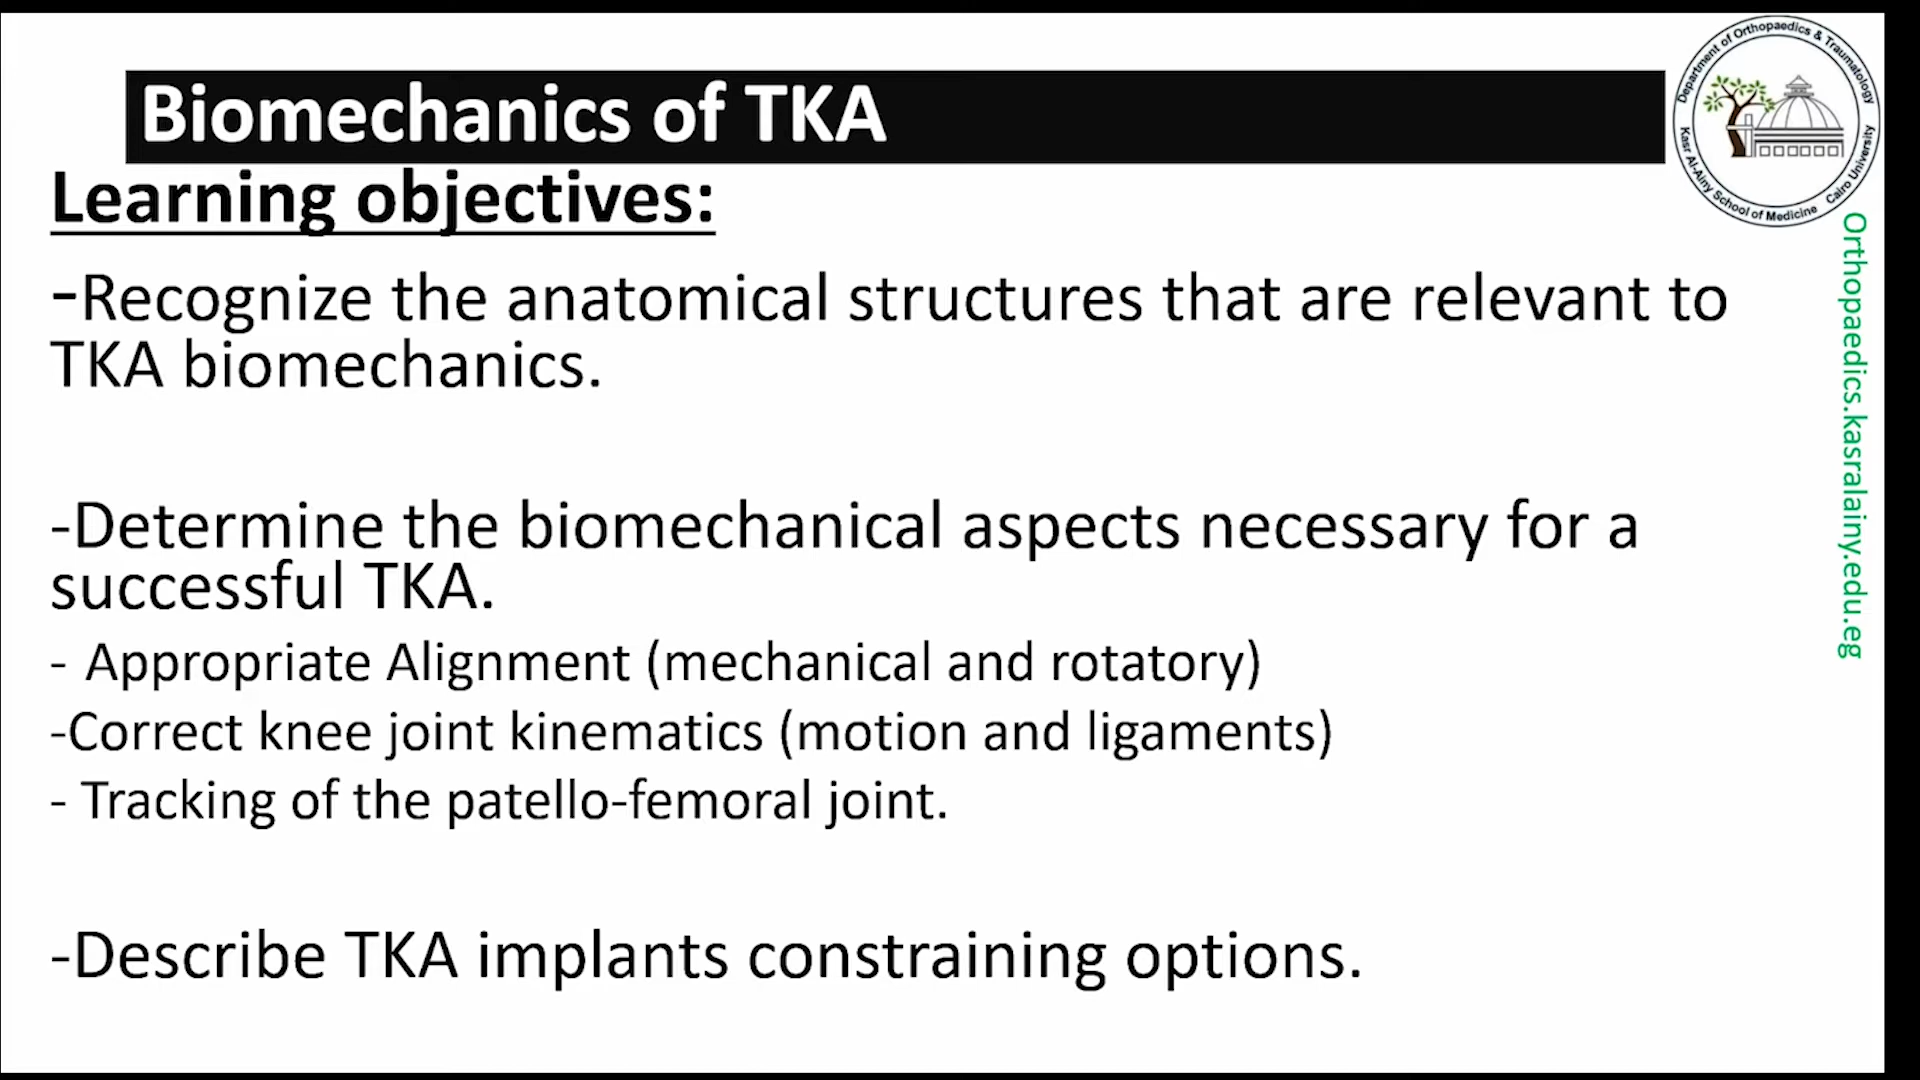 Biomechanics of TKA
Learning objectives:
-Recognize the anatomical structures that are relevant to
TKA biomechanics.
-Determine the biomechanical aspects necessary for a
successful TKA.
- Appropriate Alignment (mechanical and rotatory)
-Correct knee joint kinematics (motion and ligaments)
- Tracking of the patello-femoral joint.
-Describe TKA implants constraining options.
Department of Orthopaedics & Traumatology
Kasr Al-Ainy School of Medicine Cairo University
Orthopaedics.kasralainy.edu.eg